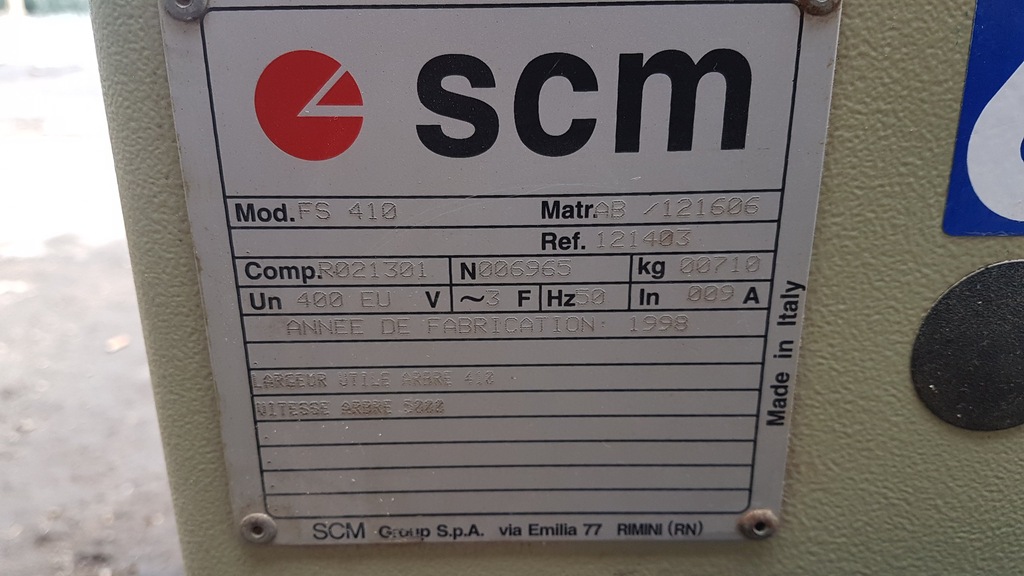 scm
Mod. FS 410 Matr. AB /121606
Ref. 121403
Comp. R021301 N006965 kg 00710
Un 400 EU V ~3 F Hz 50 In 009 A
ANNEE DE FABRICATION: 1998
LARGEUR UTILE ARBRE 410
VITESSE ARBRE 5000
Made in Italy
SCM Group S.p.A. via Emilia 77 RIMINI (RN)